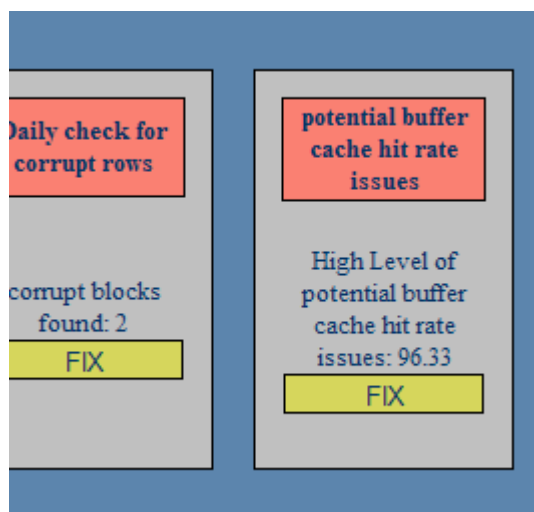 Daily check for
corrupt rows
corrupt blocks
found: 2
FIX
potential buffer
cache hit rate
issues
High Level of
potential buffer
cache hit rate
issues: 96.33
FIX